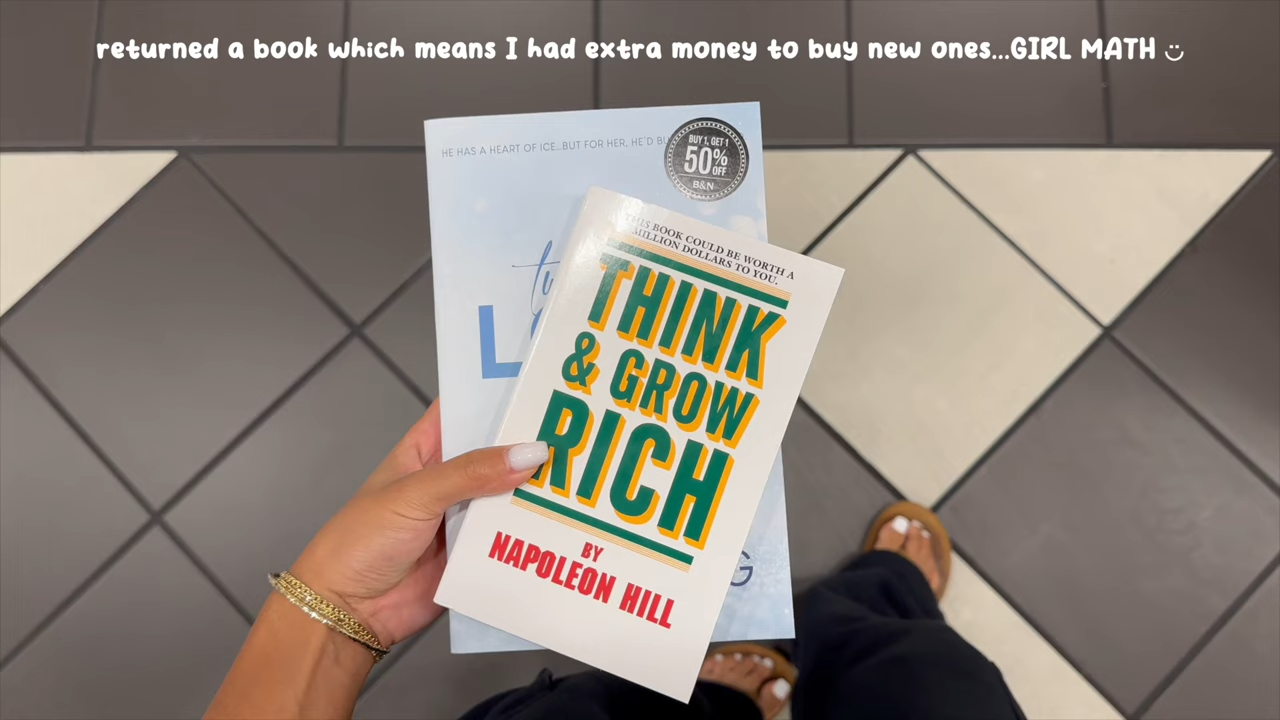 returned a book which means I had extra money to buy new ones...GIRL MATH
HE HAS A HEART OF ICE...BUT FOR HER, HE'D
BUY 1, GET 1
50%
OFF
B&N
THIS BOOK COULD BE WORTH A
MILLION DOLLARS TO YOU.
THINK
& GROW
RICH
BY
NAPOLEON HILL